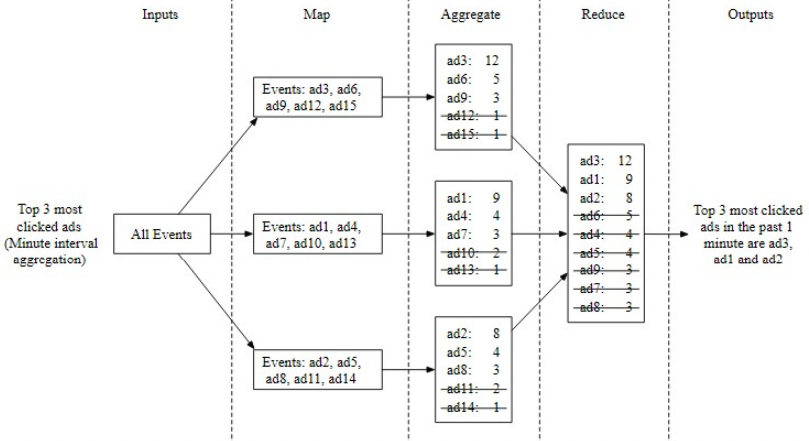 Inputs
Map
Aggregate
Reduce
Outputs
Top 3 most
clicked ads
(Minute interval
aggregation)
All Events
Events: ad3, ad6,
ad9, ad12, ad15
Events: ad1, ad4,
ad7, ad10, ad13
Events: ad2, ad5,
ad8, ad11, ad14
ad3: 12
ad6: 5
ad9: 3
ad12: 1
ad15: 1
ad1: 9
ad4: 4
ad7: 3
ad10: 2
ad13: 1
ad2: 8
ad5: 4
ad8: 3
ad11: 2
ad14: 1
ad3: 12
ad1: 9
ad2: 8
ad6: 5
ad4: 4
ad5: 4
ad9: 3
ad7: 3
ad8: 3
Top 3 most clicked
ads in the past 1
minute are ad3,
ad1 and ad2